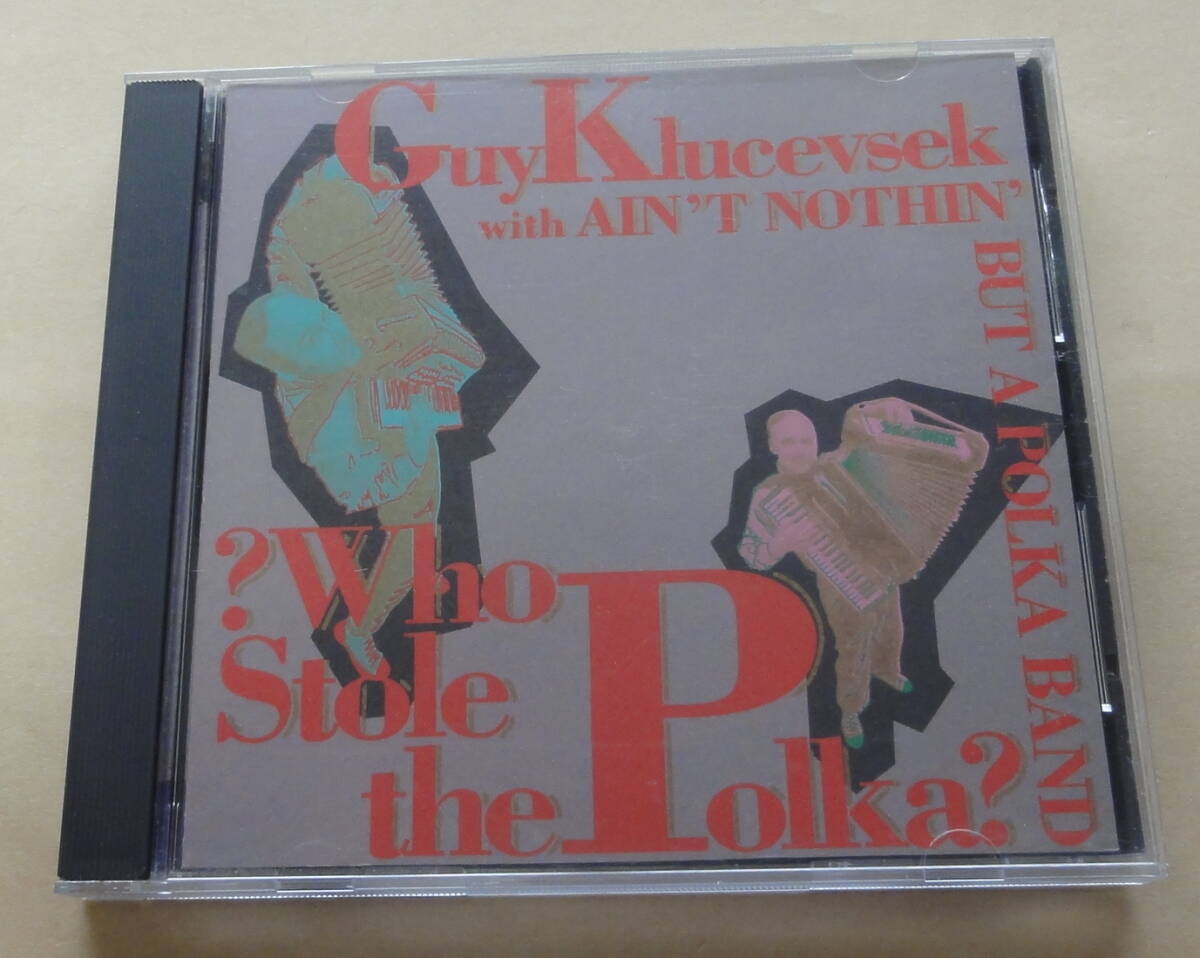 Guy Klucevsek
with AIN'T NOTHIN'
BUT A POLKA BAND
?Who
Stole
the Polka?